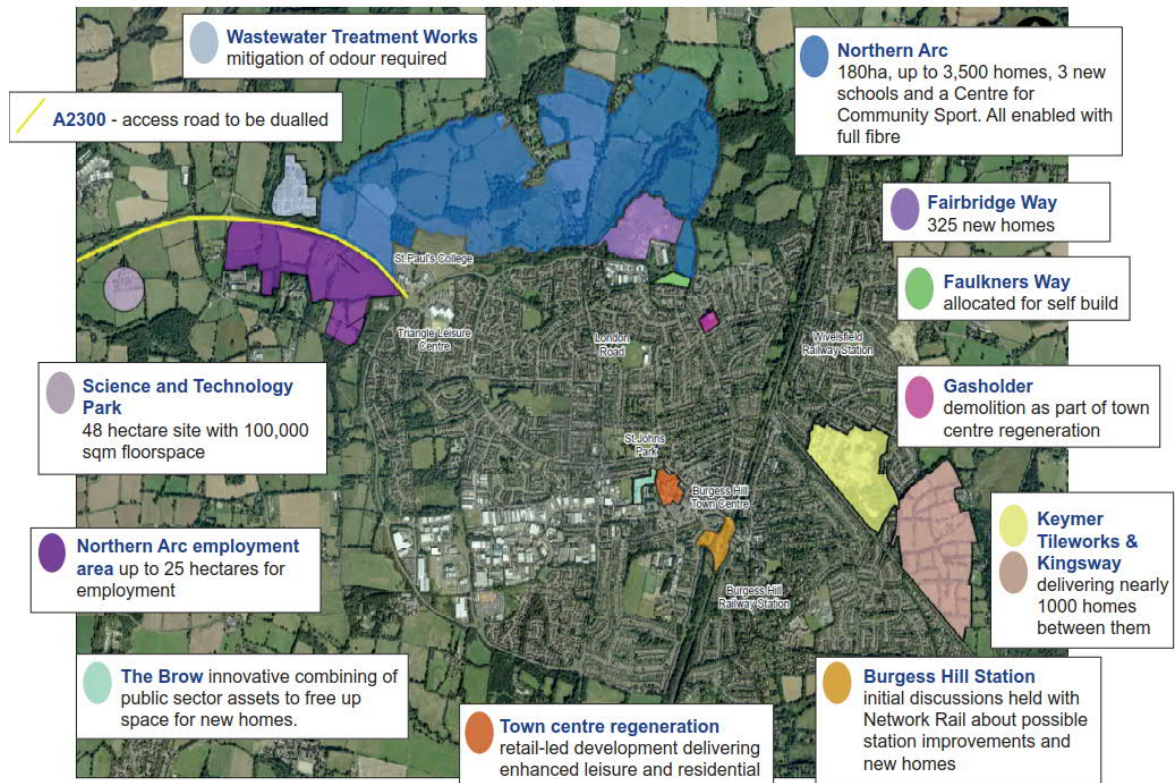 Wastewater Treatment Works
mitigation of odour required
A2300 - access road to be dualled
Northern Arc
180ha, up to 3,500 homes, 3 new
schools and a Centre for
Community Sport. All enabled with
full fibre
Fairbridge Way
325 new homes
Faulkners Way
allocated for self build
Gasholder
demolition as part of town
centre regeneration
Keymer
Tileworks &
Kingsway
delivering nearly
1000 homes
between them
Science and Technology
Park
48 hectare site with 100,000
sqm floorspace
Northern Arc employment
area up to 25 hectares for
employment
The Brow innovative combining of
public sector assets to free up
space for new homes.
Town centre regeneration
retail-led development delivering
enhanced leisure and residential
Burgess Hill Station
initial discussions held with
Network Rail about possible
station improvements and
new homes
St.Paul's College
Triangle Leisure
Centre
London
Road
Wivelsfield
Railway Station
St.Johns
Park
Burgess Hill
Town Centre
Burgess Hill
Railway Station